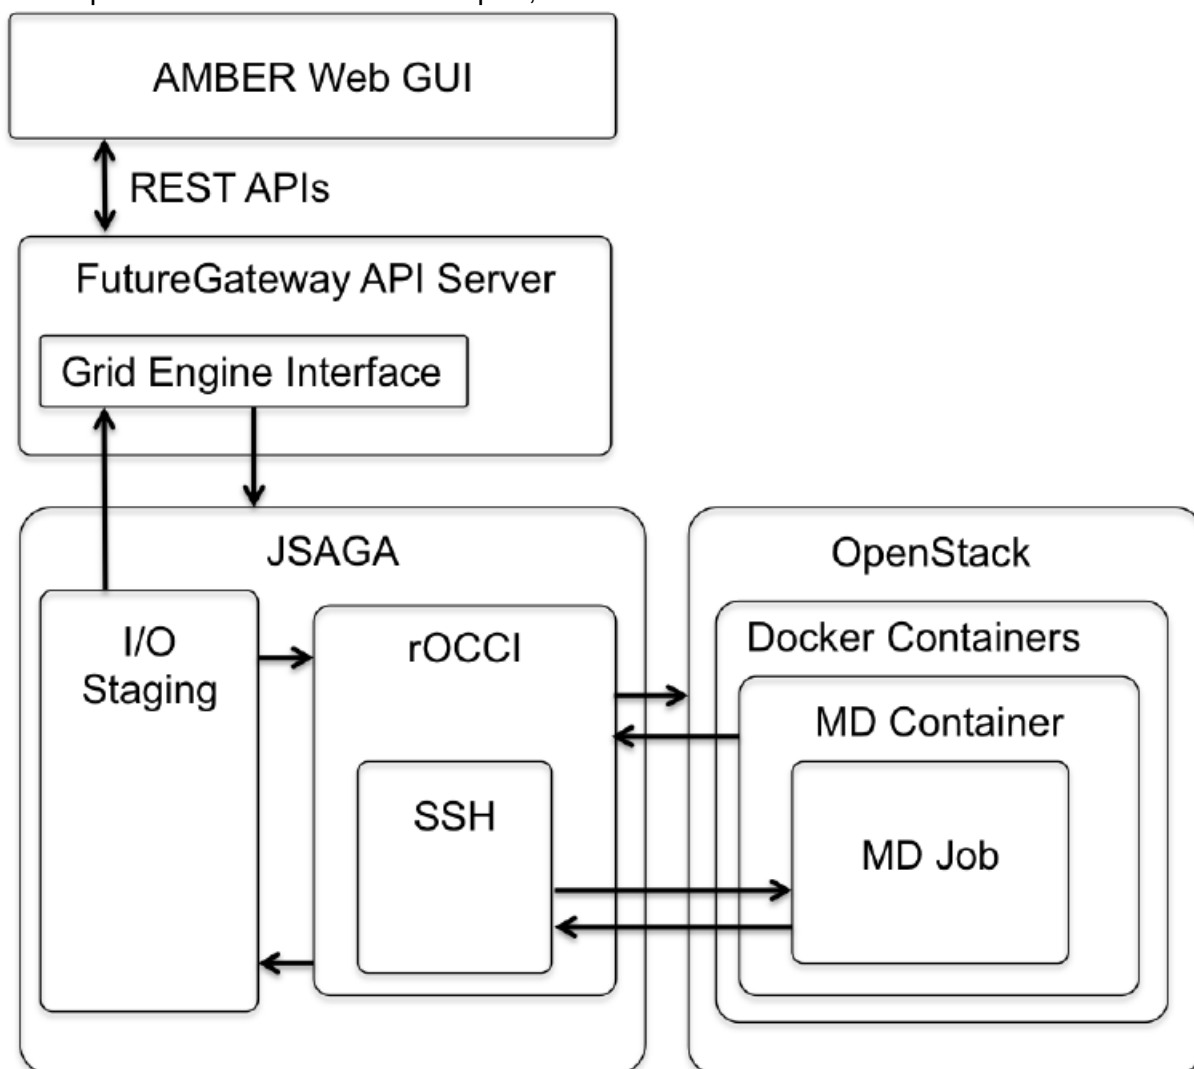 AMBER Web GUI
REST APIs
FutureGateway API Server
Grid Engine Interface
JSAGA
OpenStack
I/O
Staging
rOCCI
Docker Containers
MD Container
SSH
MD Job